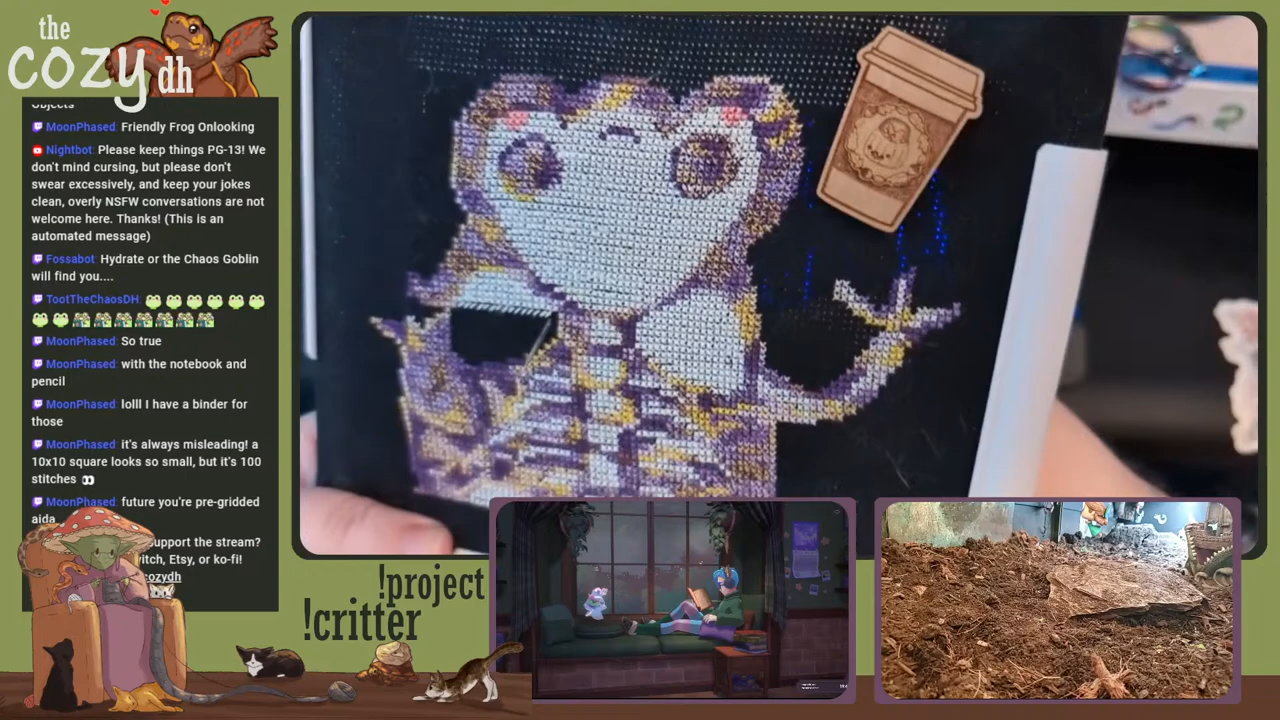 the
cozy dh
Objects
MoonPhased: Friendly Frog Onlooking
Nightbot: Please keep things PG-13! We
don't mind cursing, but please don't
swear excessively, and keep your jokes
clean, overly NSFW conversations are not
welcome here. Thanks! (This is an
automated message)
Fossabot: Hydrate or the Chaos Goblin
will find you....
TootTheChaosDH:
MoonPhased: So true
MoonPhased: with the notebook and
pencil
MoonPhased: lolll I have a binder for
those
MoonPhased: it's always misleading! a
10x10 square looks so small, but it's 100
stitches
MoonPhased: future you're pre-gridded
aida
support the stream?
itch, Etsy, or ko-fi!
cozydh
!project
!critter